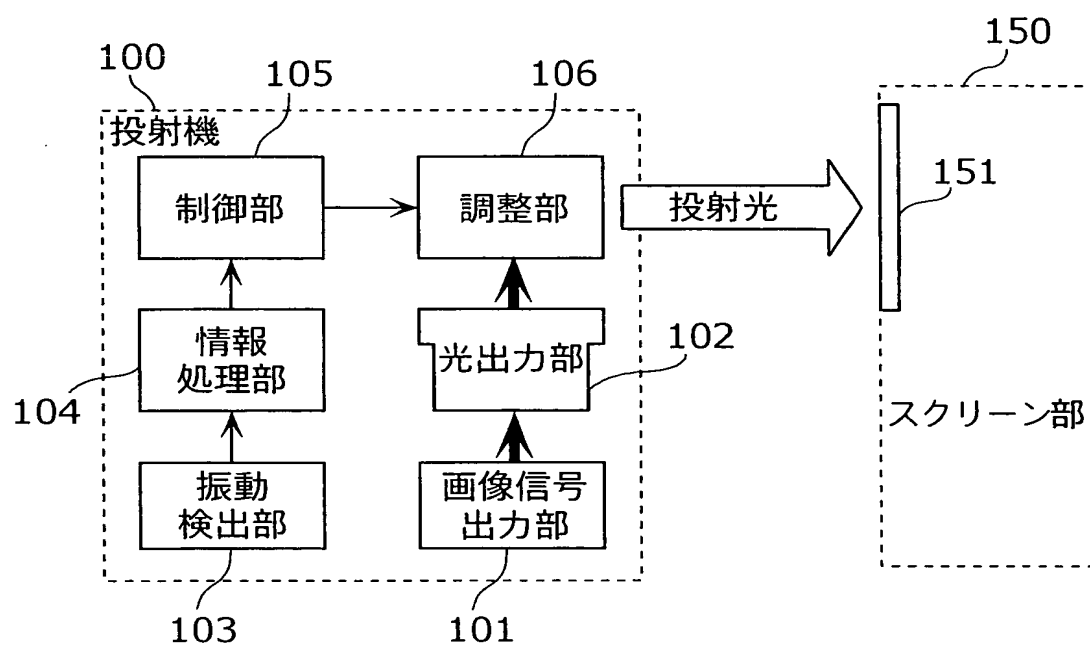 150
100
105
106
投射機
制御部
調整部
投射光
151
情報
処理部
光出力部
102
104
スクリーン部
振動
検出部
画像信号
出力部
103
101